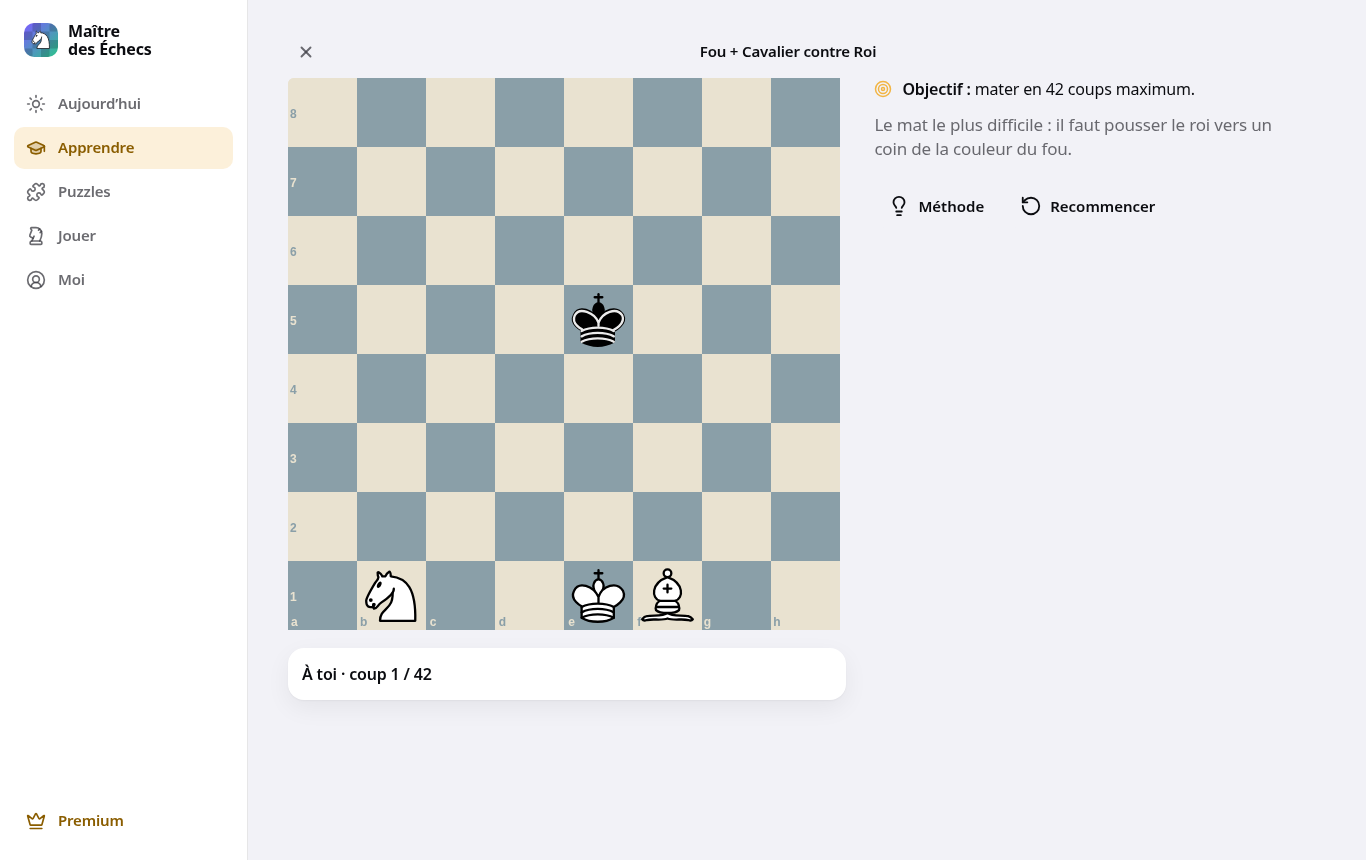 Maître
des Échecs
Aujourd’hui
Apprendre
Puzzles
Jouer
Moi
Premium
Fou + Cavalier contre Roi
8
7
6
5
4
3
2
1
a
b
c
d
e
f
g
h
À toi · coup 1 / 42
Objectif : mater en 42 coups maximum.
Le mat le plus difficile : il faut pousser le roi vers un
coin de la couleur du fou.
Méthode
Recommencer